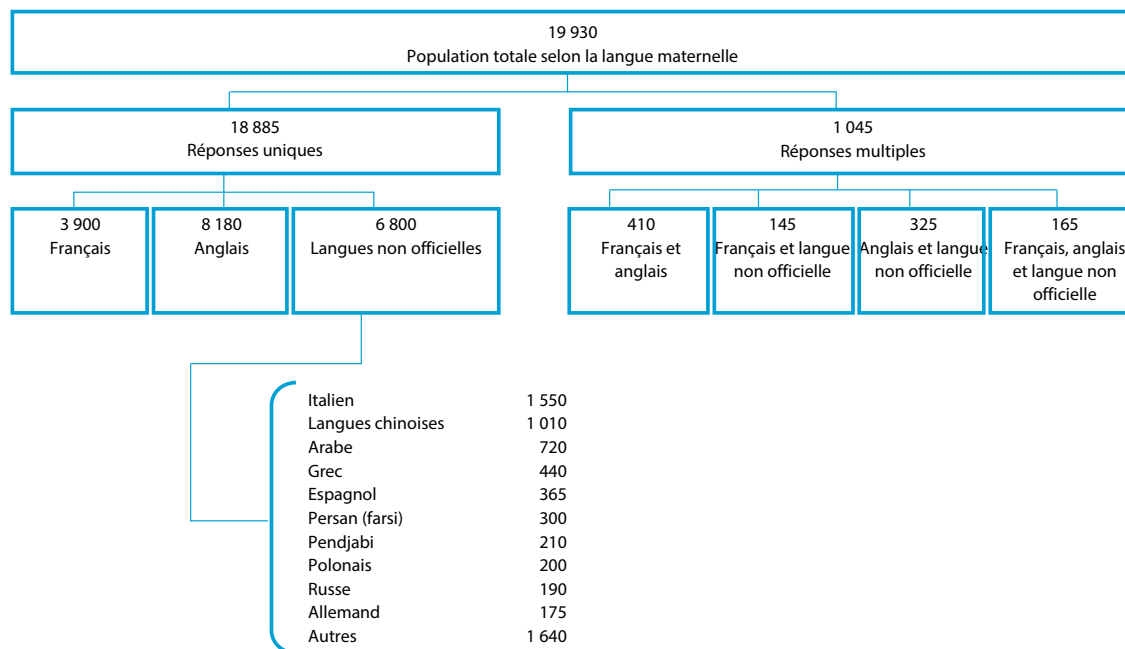 19 930
Population totale selon la langue maternelle
18 885
Réponses uniques
1 045
Réponses multiples
3 900
Français
8 180
Anglais
6 800
Langues non officielles
410
Français et
anglais
145
Français et langue
non officielle
325
Anglais et langue
non officielle
165
Français, anglais
et langue non
officielle
Italien 1 550
Langues chinoises 1 010
Arabe 720
Grec 440
Espagnol 365
Persan (farsi) 300
Pendjabi 210
Polonais 200
Russe 190
Allemand 175
Autres 1 640